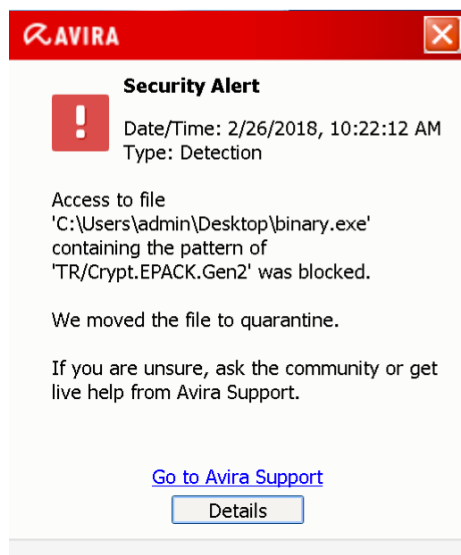 AVIRA
Security Alert
Date/Time: 2/26/2018, 10:22:12 AM
Type: Detection
Access to file
'C:\Users\admin\Desktop\binary.exe'
containing the pattern of
'TR/Crypt.EPACK.Gen2' was blocked.
We moved the file to quarantine.
If you are unsure, ask the community or get
live help from Avira Support.
Go to Avira Support
Details